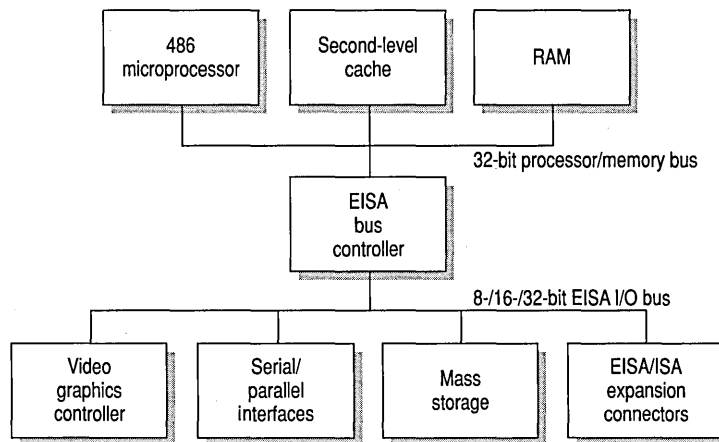 486
microprocessor
Second-level
cache
RAM
32-bit processor/memory bus
EISA
bus
controller
8-/16-/32-bit EISA I/O bus
Video
graphics
controller
Serial/
parallel
interfaces
Mass
storage
EISA/ISA
expansion
connectors